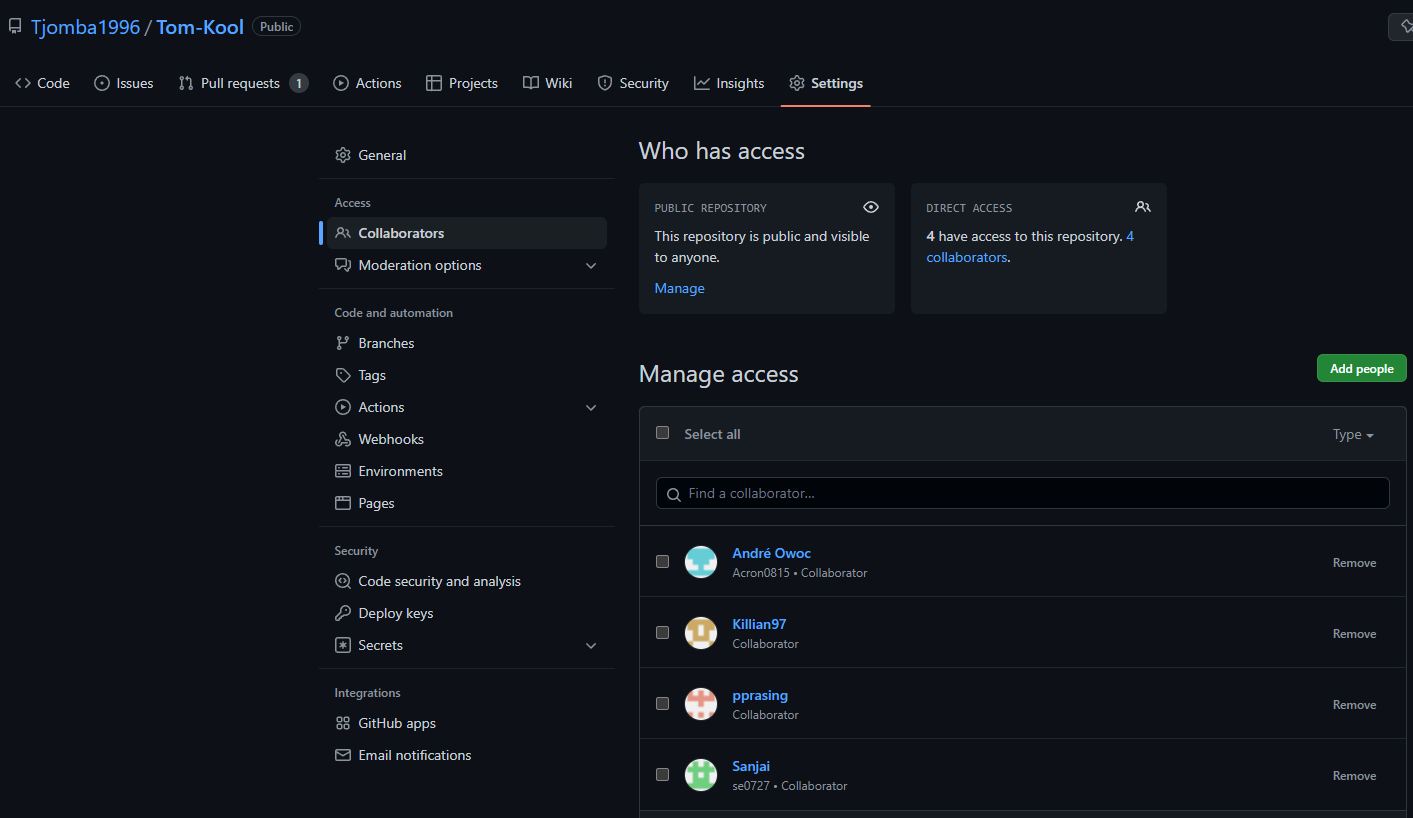 Tjomba1996 / Tom-Kool Public
Code Issues Pull requests 1 Actions Projects Wiki Security Insights Settings
General
Access
Collaborators
Moderation options
Code and automation
Branches
Tags
Actions
Webhooks
Environments
Pages
Security
Code security and analysis
Deploy keys
Secrets
Integrations
GitHub apps
Email notifications
Who has access
PUBLIC REPOSITORY
This repository is public and visible
to anyone.
Manage
DIRECT ACCESS
4 have access to this repository. 4
collaborators.
Manage access
Add people
Select all
Type
Find a collaborator...
André Owoc
Acron0815 • Collaborator
Remove
Killian97
Collaborator
Remove
pprasing
Collaborator
Remove
Sanjai
se0727 • Collaborator
Remove